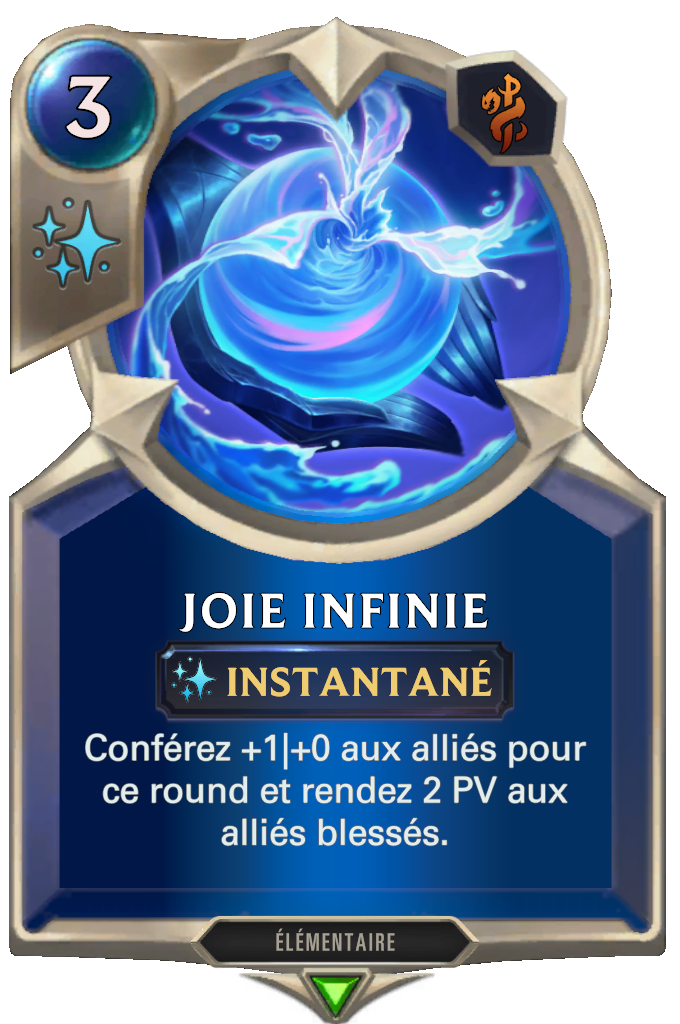 3
JOIE INFINIE
INSTANTANÉ
Conférez +1|+0 aux alliés pour
ce round et rendez 2 PV aux
alliés blessés.
ÉLÉMENTAIRE